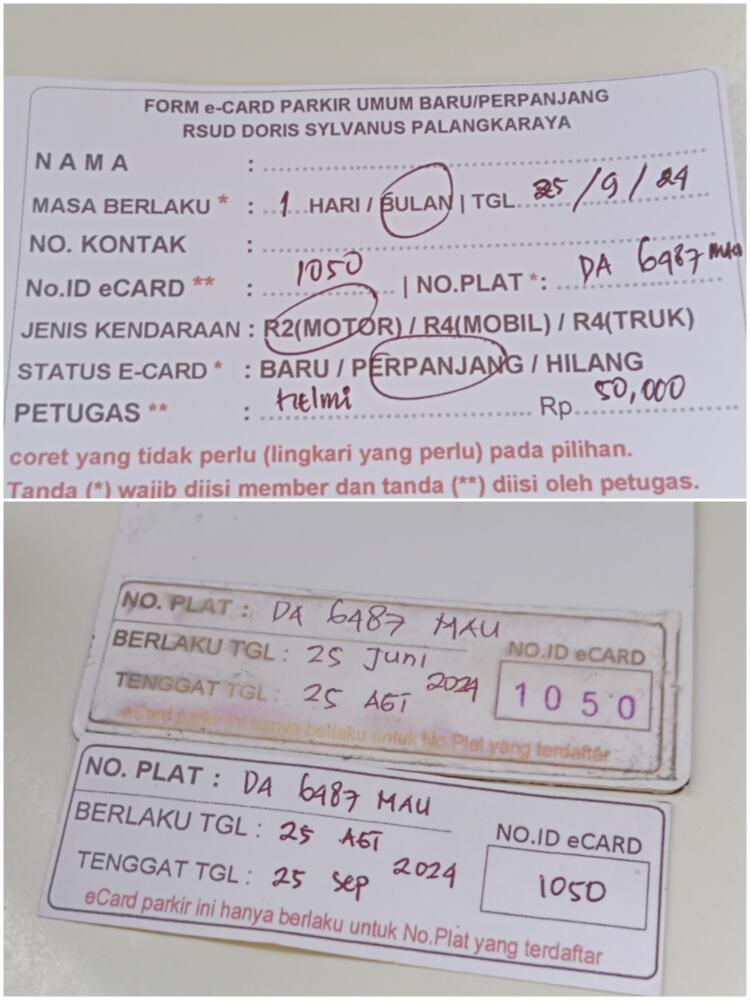 FORM e-CARD PARKIR UMUM BARU/PERPANJANG
RSUD DORIS SYLVANUS PALANGKARAYA
NAMA :
MASA BERLAKU * : 1 HARI / BULAN | TGL 25/9/24
NO. KONTAK :
No.ID eCARD ** : 1050 | NO.PLAT *: DA 6487 MAU
JENIS KENDARAAN : R2(MOTOR) / R4(MOBIL) / R4(TRUK)
STATUS E-CARD * : BARU / PERPANJANG / HILANG
PETUGAS ** : Helmi Rp 50,000
coret yang tidak perlu (lingkari yang perlu) pada pilihan.
Tanda (*) wajib diisi member dan tanda (**) diisi oleh petugas.
NO. PLAT : DA 6487 MAU
BERLAKU TGL : 25 Juni
TENGGAT TGL : 25 AGT 2024
NO.ID eCARD
1050
eCard parkir ini hanya berlaku untuk No.Plat yang terdaftar
NO. PLAT : DA 6487 MAU
BERLAKU TGL : 25 AGT
TENGGAT TGL : 25 Sep 2024
NO.ID eCARD
1050
eCard parkir ini hanya berlaku untuk No.Plat yang terdaftar